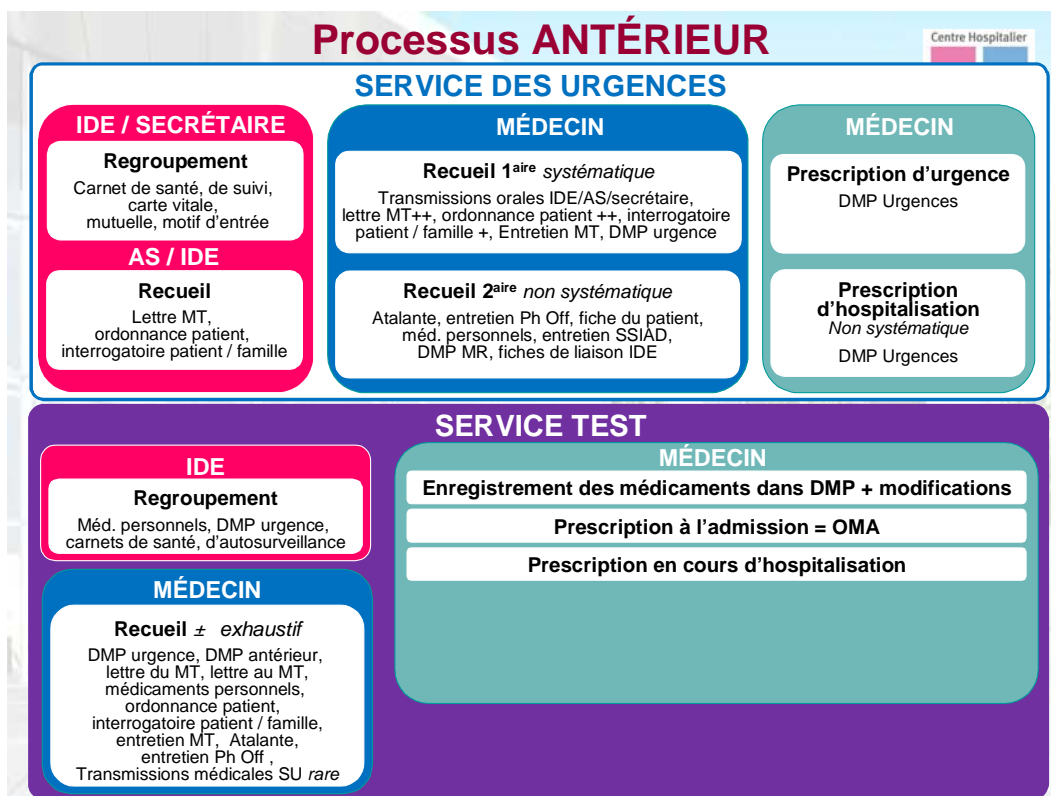 Processus ANTÉRIEUR
Centre Hospitalier
SERVICE DES URGENCES
IDE / SECRÉTAIRE
Regroupement
Carnet de santé, de suivi,
carte vitale,
mutuelle, motif d'entrée
AS / IDE
Recueil
Lettre MT,
ordonnance patient,
interrogatoire patient / famille
MÉDECIN
Recueil 1aire systématique
Transmissions orales IDE/AS/secrétaire,
lettre MT++, ordonnance patient ++, interrogatoire
patient / famille +, Entretien MT, DMP urgence
Recueil 2aire non systématique
Atalante, entretien Ph Off, fiche du patient,
méd. personnels, entretien SSIAD,
DMP MR, fiches de liaison IDE
MÉDECIN
Prescription d'urgence
DMP Urgences
Prescription
d'hospitalisation
Non systématique
DMP Urgences
SERVICE TEST
IDE
Regroupement
Méd. personnels, DMP urgence,
carnets de santé, d'autosurveillance
MÉDECIN
Recueil ± exhaustif
DMP urgence, DMP antérieur,
lettre du MT, lettre au MT,
médicaments personnels,
ordonnance patient,
interrogatoire patient / famille,
entretien MT, Atalante,
entretien Ph Off ,
Transmissions médicales SU rare
MÉDECIN
Enregistrement des médicaments dans DMP + modifications
Prescription à l'admission = OMA
Prescription en cours d'hospitalisation